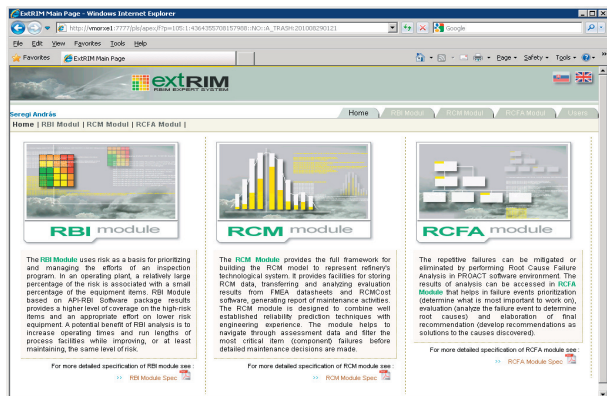 ExtRIM Main Page - Windows Internet Explorer
http://vmorxe1:7777/pls/apex/f?p=105:1:4364355708157988::NO::A_TRASH:201008290121
Google
File Edit View Favorites Tools Help
Favorites ExtRIM Main Page
Page Safety Tools
extRIM
RBIM EXPERT SYSTEM
Seregi András
Home RBI Modul RCM Modul RCFA Modul Users
Home | RBI Modul | RCM Modul | RCFA Modul |
RBI module
RCM module
RCFA module
The RBI Module uses risk as a basis for prioritizing
and managing the efforts of an inspection
program. In an operating plant, a relatively large
percentage of the risk is associated with a small
percentage of the equipment items. RBI Module
based on API-RBI Software package results
provides a higher level of coverage on the high-risk
items and an appropriate effort on lower risk
equipment. A potential benefit of RBI analysis is to
increase operating times and run lengths of
process facilities while improving, or at least
maintaining, the same level of risk.
For more detailed specification of RBI module see :
RBI Module Spec
The RCM Module provides the full framework for
building the RCM model to represent refinery's
technological system. It provides facilities for storing
RCM data, transferring and analyzing evaluation
results from FMEA datasheets and RCMCost
software, generating report of maintenance activities.
The RCM module is designed to combine well
established reliability prediction techniques with
engineering experience. The module helps to
navigate through assessment data and filter the
most critical item (component) failures before
detailed maintenance decisions are made.
For more detailed specification of RCM module see :
RCM Module Spec
The repetitive failures can be mitigated or
eliminated by performing Root Cause Failure
Analysis in PROACT software environment. The
results of analysis can be accessed in RCFA
Module that helps in failure events prioritization
(determine what is most important to work on),
evaluation (analyze the failure event to determine
root causes) and elaboration of final
recommendation (develop recommendations as
solutions to the causes discovered).
For more detailed specification of RCFA module see :
RCFA Module Spec